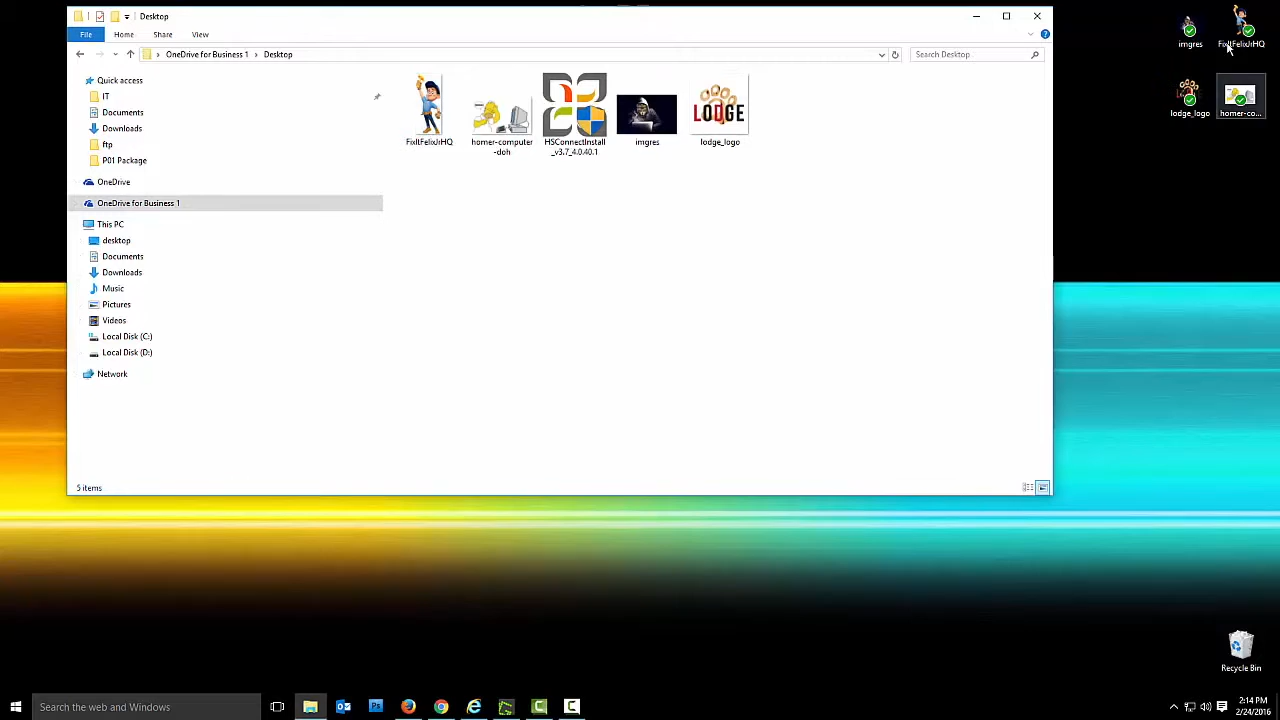 Desktop
File
Home
Share
View
OneDrive for Business 1 > Desktop
Search Desktop
Quick access
IT
Documents
Downloads
ftp
P01 Package
OneDrive
OneDrive for Business 1
This PC
desktop
Documents
Downloads
Music
Pictures
Videos
Local Disk (C:)
Local Disk (D:)
Network
FixItFelixJrHQ
homer-computer
-doh
HSConnectInstall
_v3.7_4.0.40.1
imgres
LODGE
lodge_logo
5 items
imgres
FixItFelixJrHQ
lodge_logo
homer-co...
Recycle Bin
Search the web and Windows
2:14 PM
2/24/2016